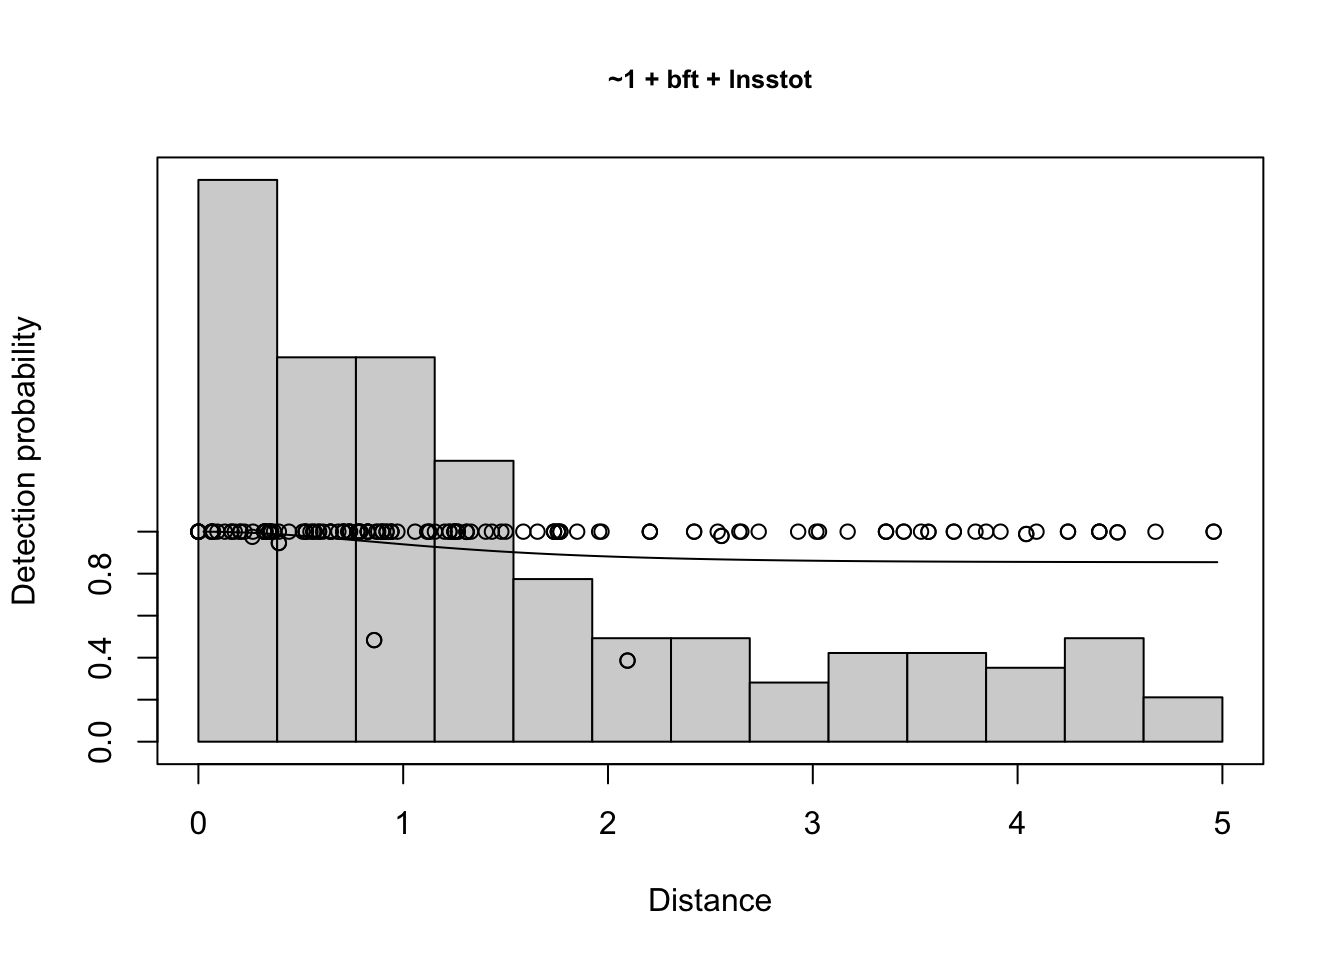 ~1 + bft + lnsstot
Detection probability
0.8
0.4
0.0
0 1 2 3 4 5
Distance